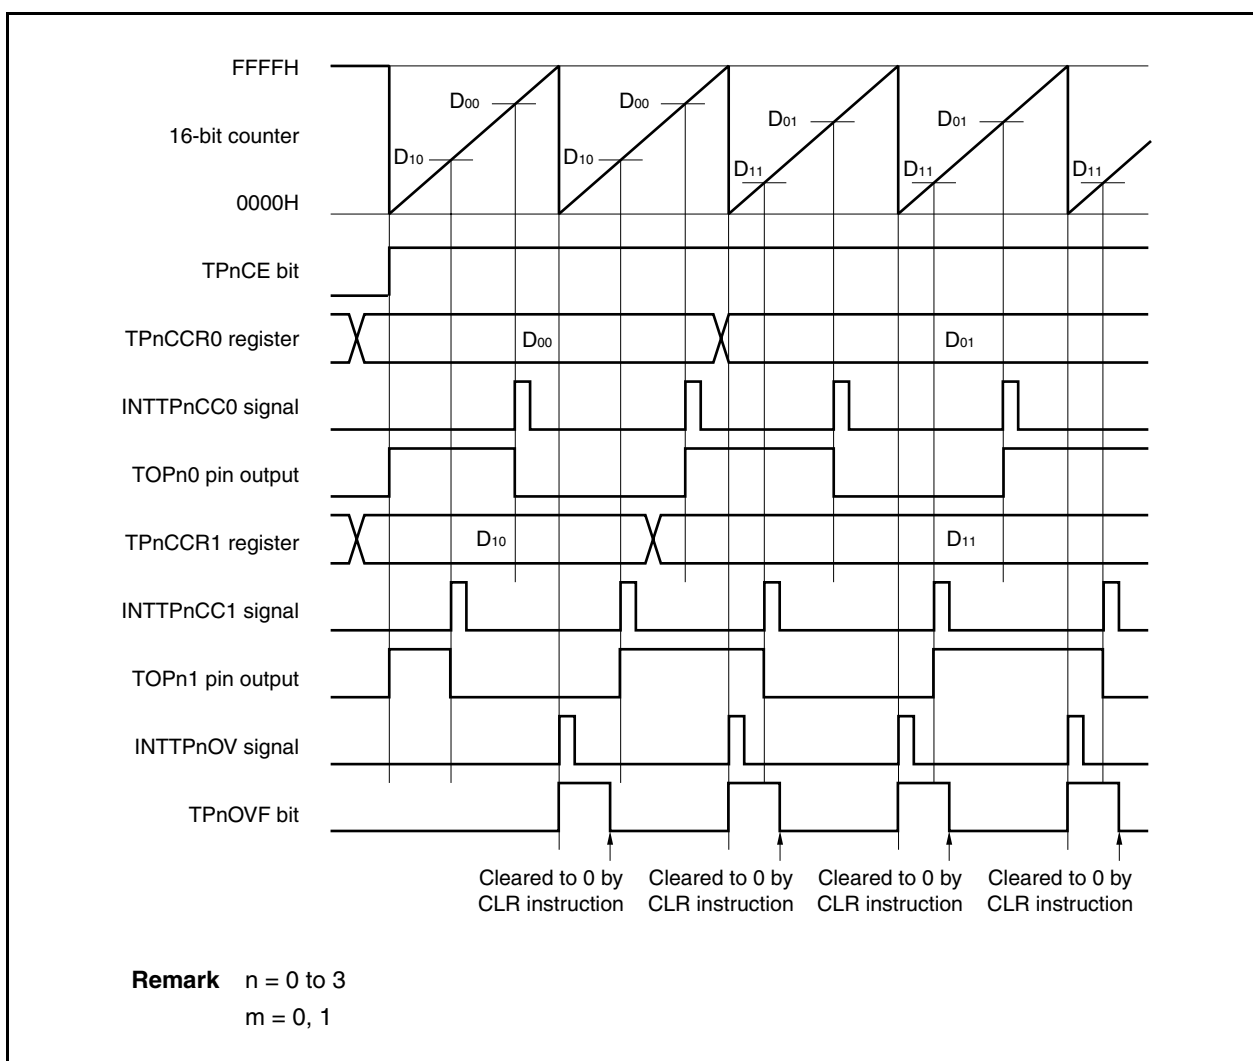 FFFFH
16-bit counter
0000H
D00
D10
D00
D10
D01
D11
D01
D11
D11
TPnCE bit
TPnCCR0 register
D00
D01
INTTPnCC0 signal
TOPn0 pin output
TPnCCR1 register
D10
D11
INTTPnCC1 signal
TOPn1 pin output
INTTPnOV signal
TPnOVF bit
Cleared to 0 by
CLR instruction
Cleared to 0 by
CLR instruction
Cleared to 0 by
CLR instruction
Cleared to 0 by
CLR instruction
Remark n = 0 to 3
m = 0, 1